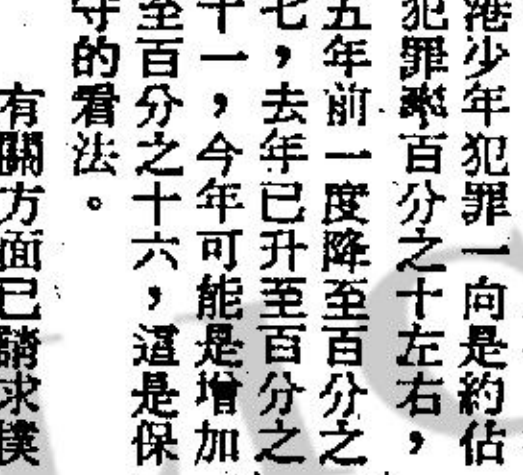 港少年犯罪一向是約佔
犯罪率百分之十左右，
五年前一度降至百分之
七，去年已升至百分之
十一，今年可能是增加
至百分之十六，這是保
守的看法。
有關方面已請求撲